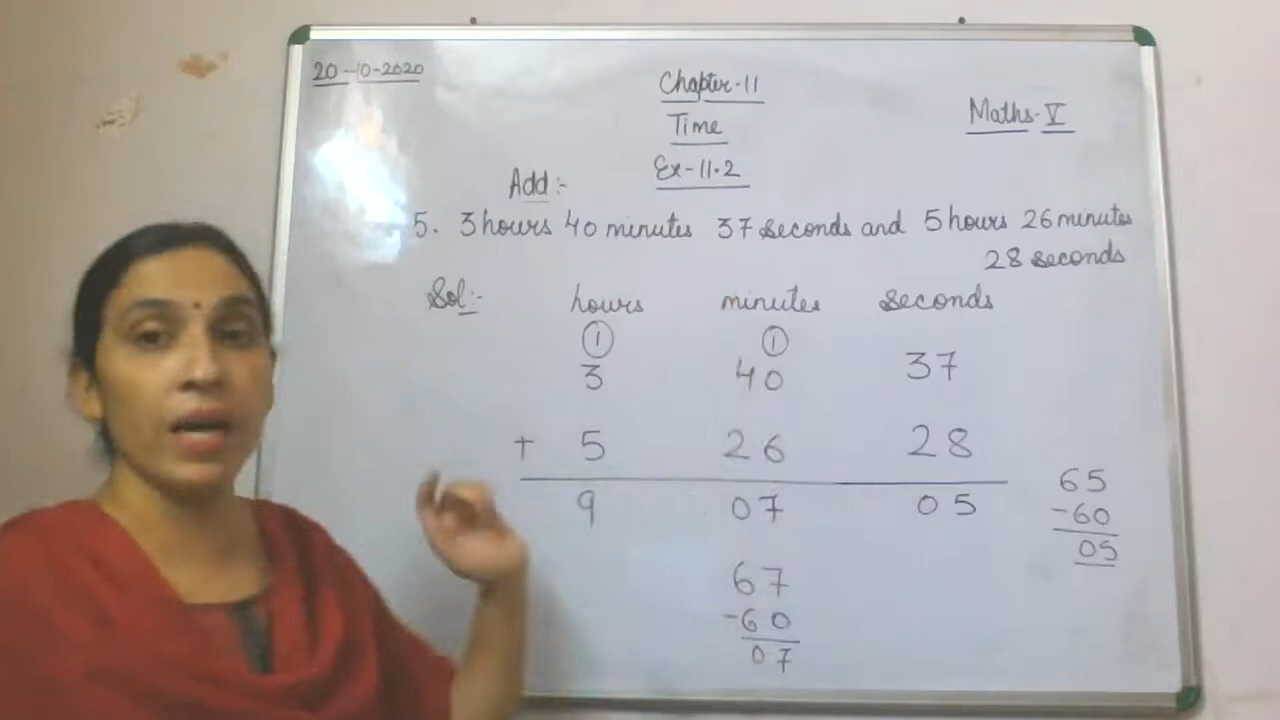 20-10-2020
Chapter-11
Time
Maths-V
Ex-11.2
Add:-
5. 3 hours 40 minutes 37 seconds and 5 hours 26 minutes
28 seconds
Sol:- hours minutes seconds
1 1
3 40 37
+ 5 26 28
9 07 05
65
-60
05
67
-60
07